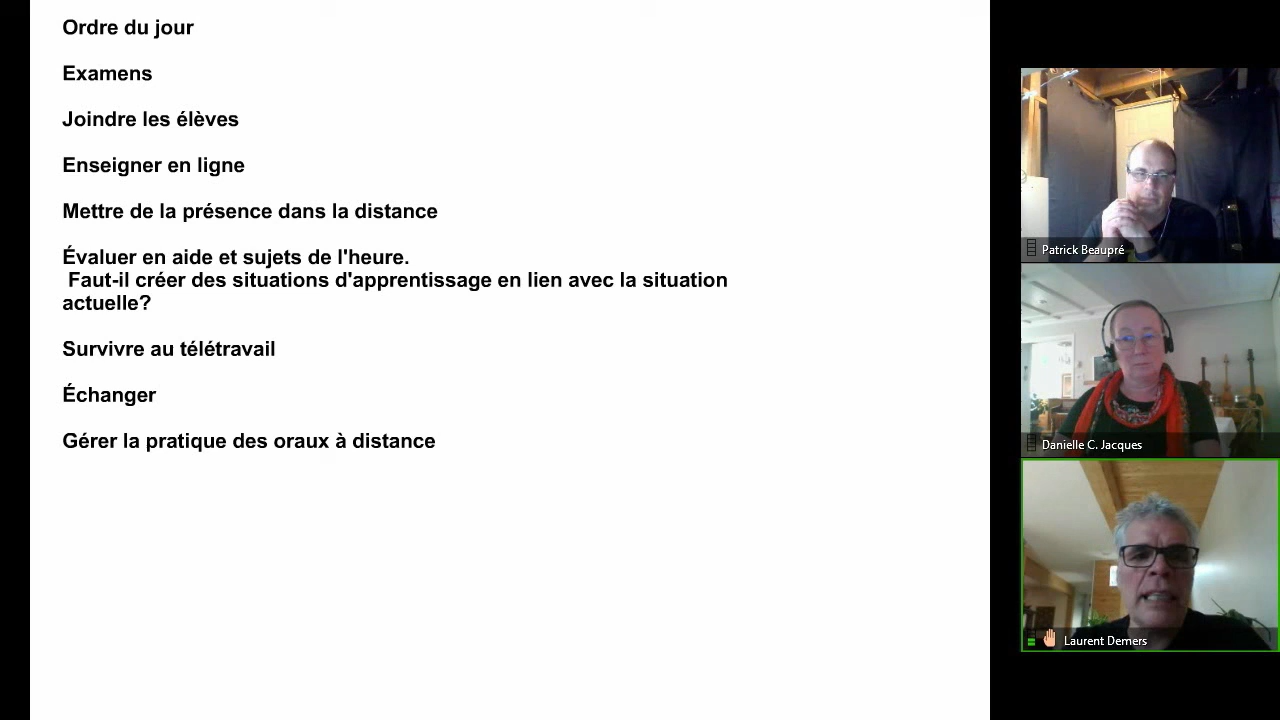 Ordre du jour
Examens
Joindre les élèves
Enseigner en ligne
Mettre de la présence dans la distance
Évaluer en aide et sujets de l'heure.
Faut-il créer des situations d'apprentissage en lien avec la situation
actuelle?
Survivre au télétravail
Échanger
Gérer la pratique des oraux à distance
Patrick Beaupré
Danielle C. Jacques
Laurent Demers